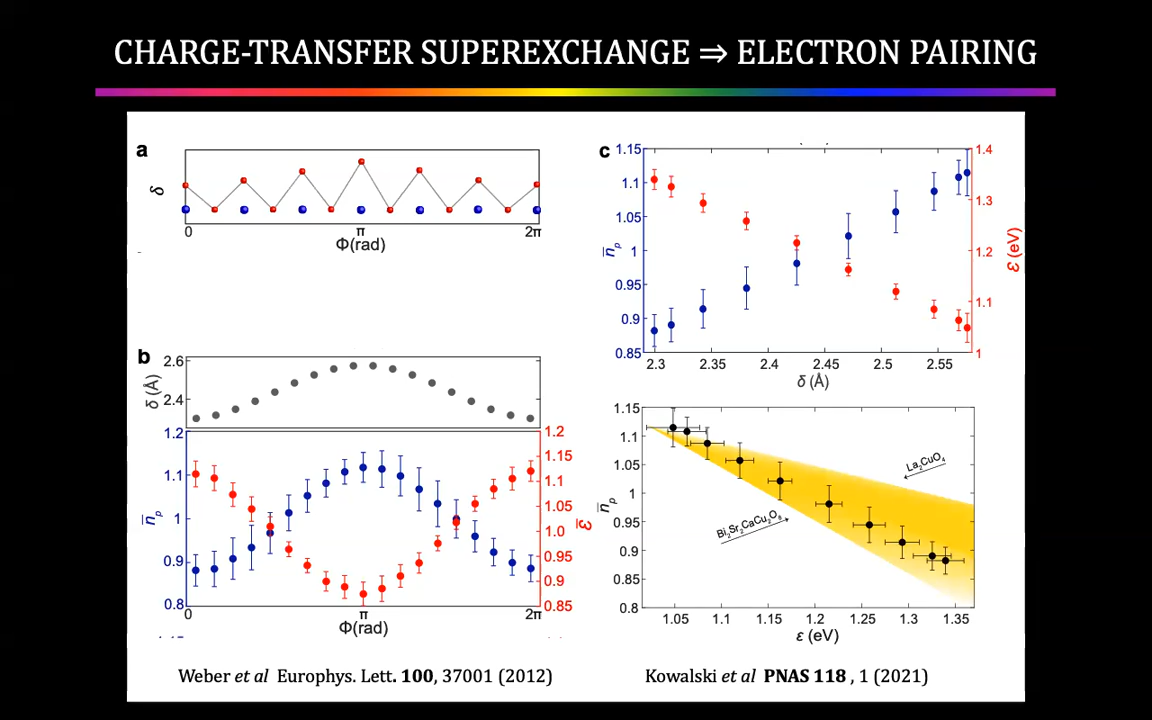 CHARGE-TRANSFER SUPEREXCHANGE ⇒ ELECTRON PAIRING
a
δ
0 π 2π
Φ(rad)
b
2.6
2.4
δ (Å)
1.2
1.1
1
0.9
0.8
n̅p
1.2
1.15
1.1
1.05
1.0
0.95
0.9
0.85
ε̅
0 π 2π
Φ(rad)
c
1.15
1.1
1.05
1
0.95
0.9
0.85
n̅p
1.4
1.3
1.2
1.1
1
ε (eV)
2.3 2.35 2.4 2.45 2.5 2.55
δ (Å)
1.15
1.1
1.05
1
0.95
0.9
0.85
0.8
n̅p
La2CuO4
Bi2Sr2CaCu2O8
1.05 1.1 1.15 1.2 1.25 1.3 1.35
ε (eV)
Weber et al Europhys. Lett. 100, 37001 (2012)
Kowalski et al PNAS 118 , 1 (2021)